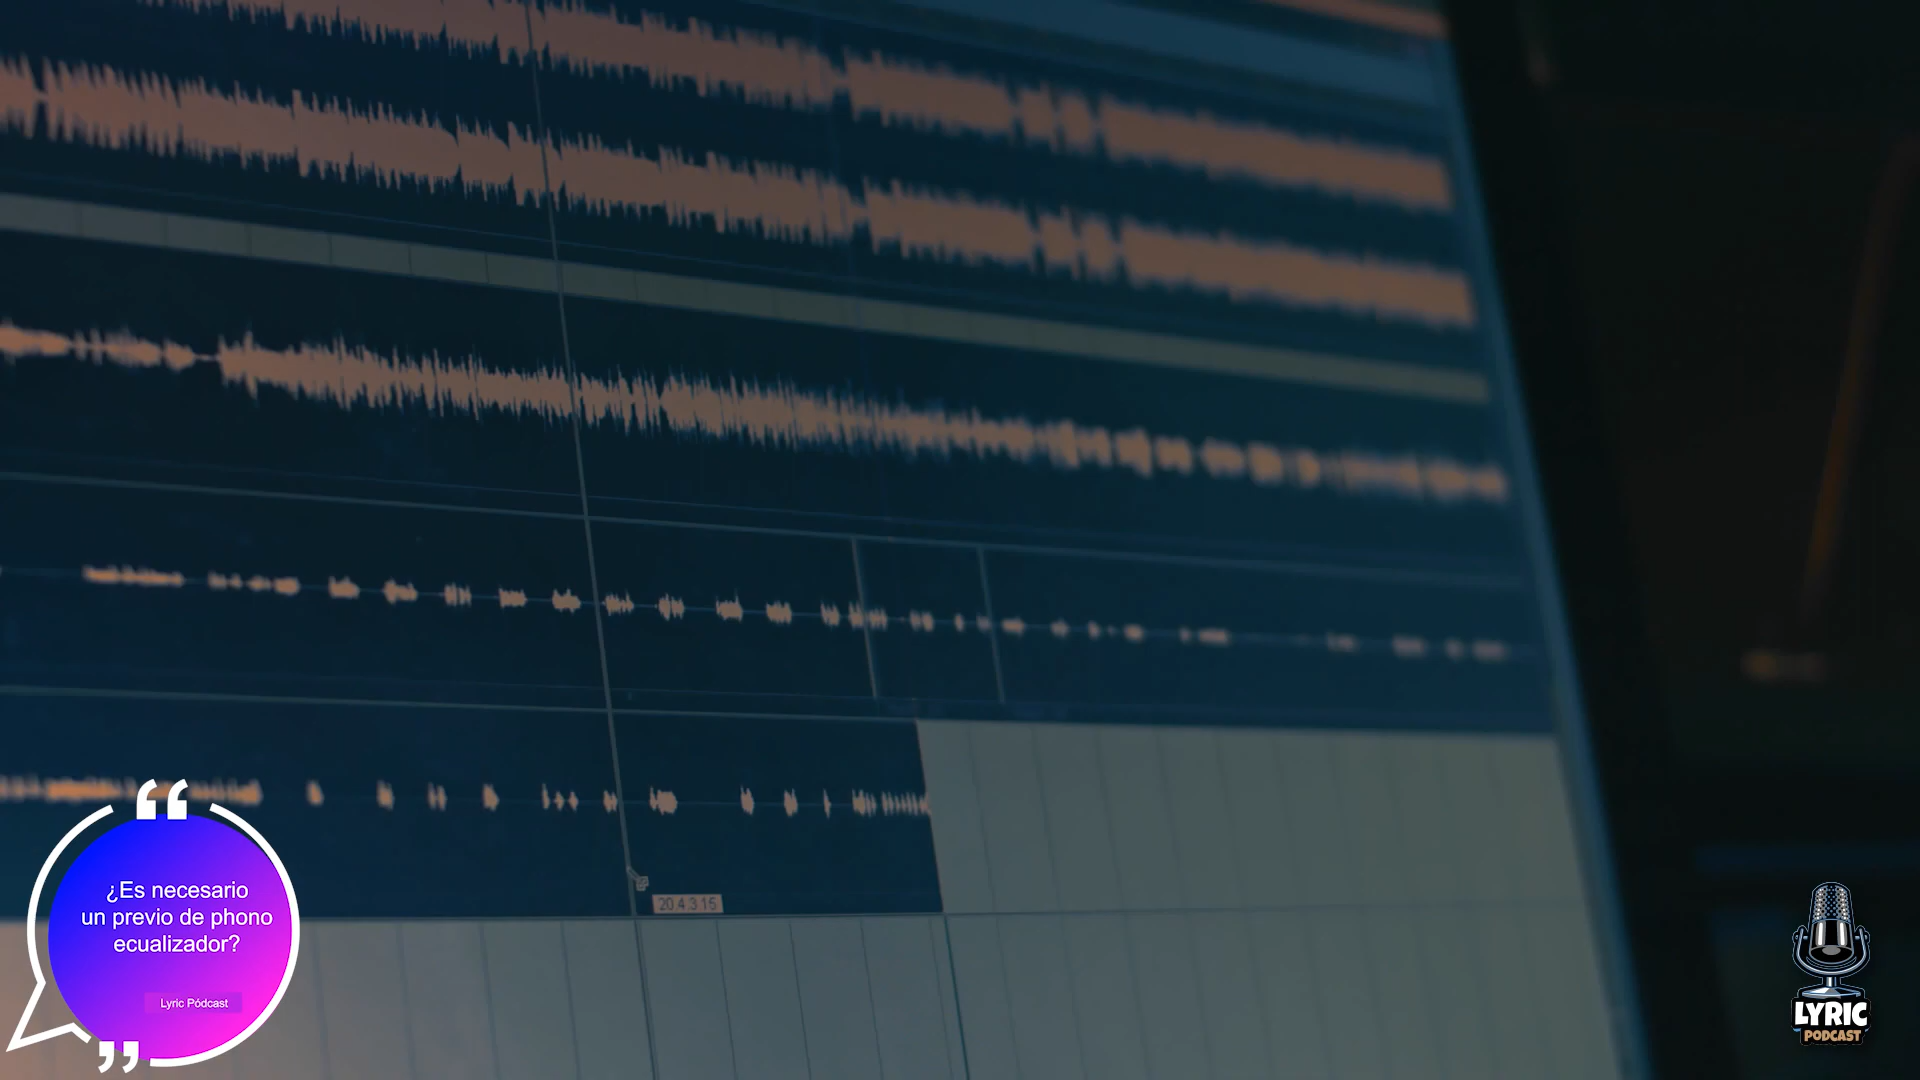 20.4.3.15
¿Es necesario
un previo de phono
ecualizador?
Lyric Pódcast
LYRIC
PODCAST